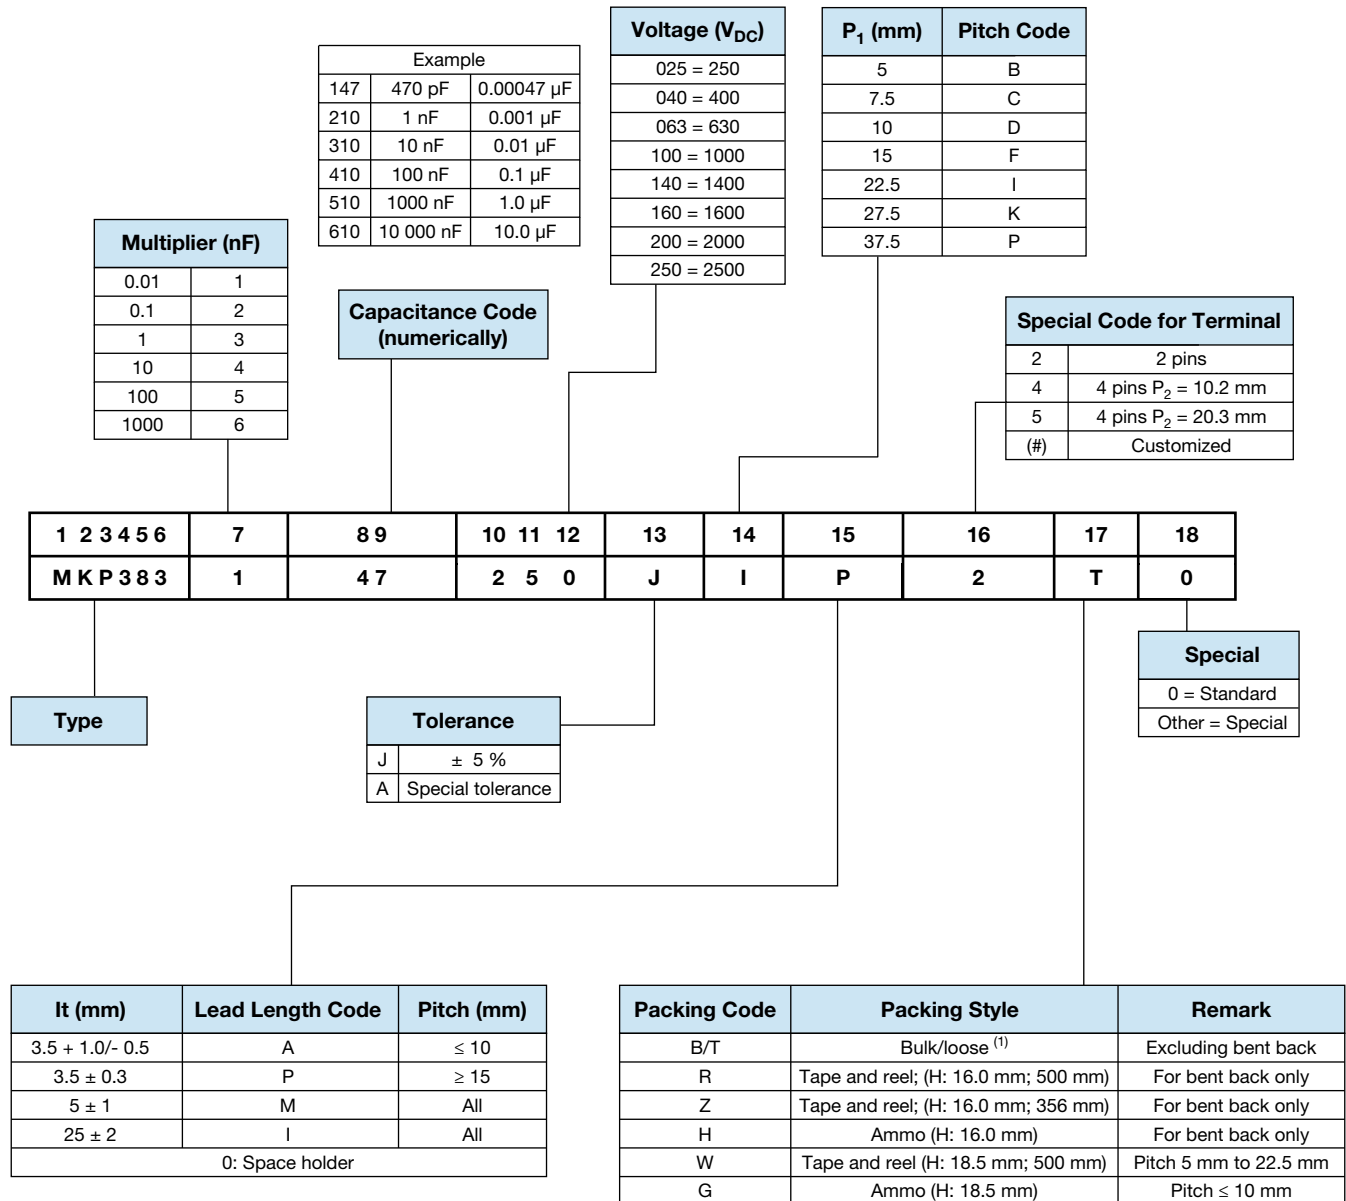 Voltage (VDC)
025 = 250
040 = 400
063 = 630
100 = 1000
140 = 1400
160 = 1600
200 = 2000
250 = 2500
P1 (mm) Pitch Code
5 B
7.5 C
10 D
15 F
22.5 I
27.5 K
37.5 P
Example
147 470 pF 0.00047 µF
210 1 nF 0.001 µF
310 10 nF 0.01 µF
410 100 nF 0.1 µF
510 1000 nF 1.0 µF
610 10 000 nF 10.0 µF
Multiplier (nF)
0.01 1
0.1 2
1 3
10 4
100 5
1000 6
Capacitance Code
(numerically)
Special Code for Terminal
2 2 pins
4 4 pins P2 = 10.2 mm
5 4 pins P2 = 20.3 mm
(#) Customized
1 2 3 4 5 6 7 8 9 10 11 12 13 14 15 16 17 18
M K P 3 8 3 1 4 7 2 5 0 J I P 2 T 0
Type
Tolerance
J ± 5 %
A Special tolerance
Special
0 = Standard
Other = Special
It (mm) Lead Length Code Pitch (mm)
3.5 + 1.0/- 0.5 A ≤ 10
3.5 ± 0.3 P ≥ 15
5 ± 1 M All
25 ± 2 I All
0: Space holder
Packing Code Packing Style Remark
B/T Bulk/loose (1) Excluding bent back
R Tape and reel; (H: 16.0 mm; 500 mm) For bent back only
Z Tape and reel; (H: 16.0 mm; 356 mm) For bent back only
H Ammo (H: 16.0 mm) For bent back only
W Tape and reel (H: 18.5 mm; 500 mm) Pitch 5 mm to 22.5 mm
G Ammo (H: 18.5 mm) Pitch ≤ 10 mm